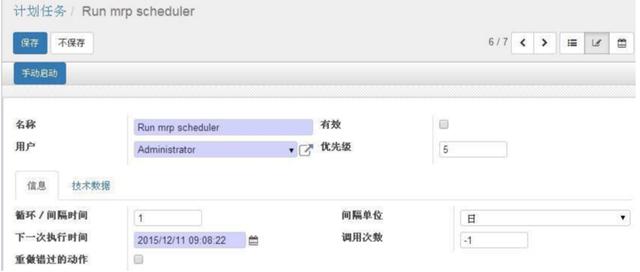 计划任务 / Run mrp scheduler
保存 不保存 6 / 7
手动启动
名称 Run mrp scheduler 有效
用户 Administrator 优先级 5
信息 技术数据
循环 / 间隔时间 1 间隔单位 日
下一次执行时间 2015/12/11 09:08:22 调用次数 -1
重做错过的动作